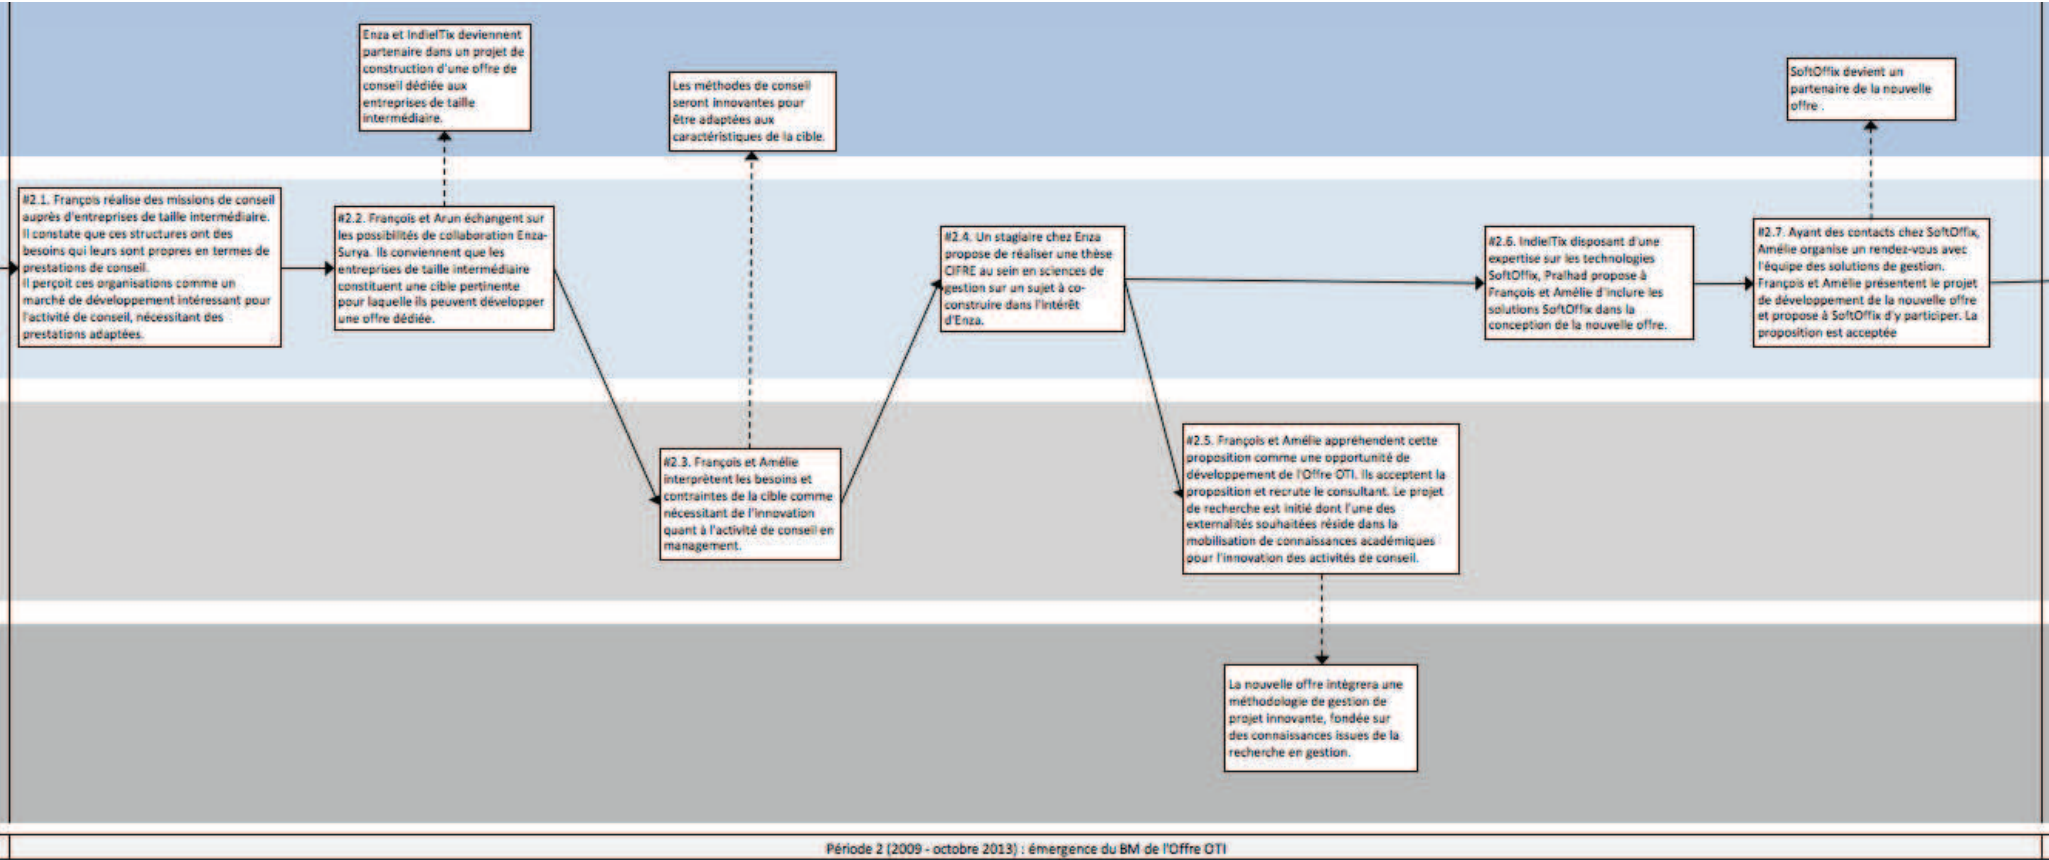 Enza et IndielTix deviennent
partenaire dans un projet de
construction d'une offre de
conseil dédiée aux
entreprises de taille
intermédiaire.
Les méthodes de conseil
seront innovantes pour
être adaptées aux
caractéristiques de la cible.
SoftOffix devient un
partenaire de la nouvelle
offre .
#2.1. François réalise des missions de conseil
auprès d'entreprises de taille intermédiaire.
Il constate que ces structures ont des
besoins qui leurs sont propres en termes de
prestations de conseil.
Il perçoit ces organisations comme un
marché de développement intéressant pour
l'activité de conseil, nécessitant des
prestations adaptées.
#2.2. François et Arun échangent sur
les possibilités de collaboration Enza-
Surya. Ils conviennent que les
entreprises de taille intermédiaire
constituent une cible pertinente
pour laquelle ils peuvent développer
une offre dédiée.
#2.3. François et Amélie
interprètent les besoins et
contraintes de la cible comme
nécessitant de l'innovation
quant à l'activité de conseil en
management.
#2.4. Un stagiaire chez Enza
propose de réaliser une thèse
CIFRE au sein en sciences de
gestion sur un sujet à co-
construire dans l'intérêt
d'Enza.
#2.5. François et Amélie appréhendent cette
proposition comme une opportunité de
développement de l'Offre OTI. Ils acceptent la
proposition et recrute le consultant. Le projet
de recherche est initié dont l'une des
externalités souhaitées réside dans la
mobilisation de connaissances académiques
pour l'innovation des activités de conseil.
La nouvelle offre intègrera une
méthodologie de gestion de
projet innovante, fondée sur
des connaissances issues de la
recherche en gestion.
#2.6. IndielTix disposant d'une
expertise sur les technologies
SoftOffix, Pralhad propose à
François et Amélie d'inclure les
solutions SoftOffix dans la
conception de la nouvelle offre.
#2.7. Ayant des contacts chez SoftOffix,
Amélie organise un rendez-vous avec
l'équipe des solutions de gestion.
François et Amélie présentent le projet
de développement de la nouvelle offre
et propose à SoftOffix d'y participer. La
proposition est acceptée
Période 2 (2009 - octobre 2013) : émergence du BM de l'Offre OTI